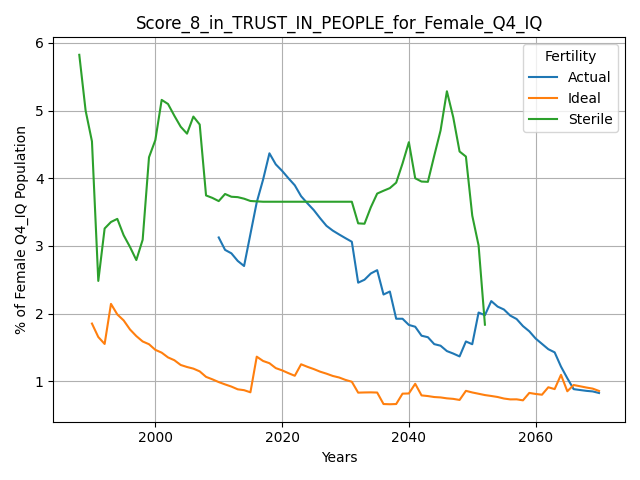 Score_8_in_TRUST_IN_PEOPLE_for_Female_Q4_IQ
Fertility
Actual
Ideal
Sterile
% of Female Q4_IQ Population
6
5
4
3
2
1
2000
2020
2040
2060
Years